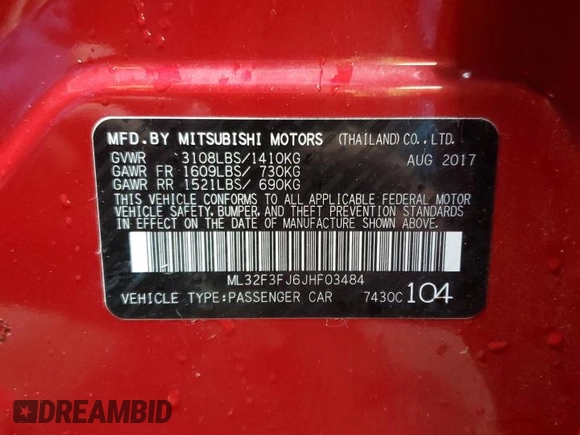 MFD.BY MITSUBISHI MOTORS (THAILAND) CO.,LTD.
GVWR 3108LBS/1410KG AUG 2017
GAWR FR 1609LBS/ 730KG
GAWR RR 1521LBS/ 690KG
THIS VEHICLE CONFORMS TO ALL APPLICABLE FEDERAL MOTOR
VEHICLE SAFETY, BUMPER, AND THEFT PREVENTION STANDARDS
IN EFFECT ON THE DATE OF MANUFACTURE SHOWN ABOVE.
ML32F3FJ6JHF03484
VEHICLE TYPE:PASSENGER CAR 7430C 104
DREAMBID